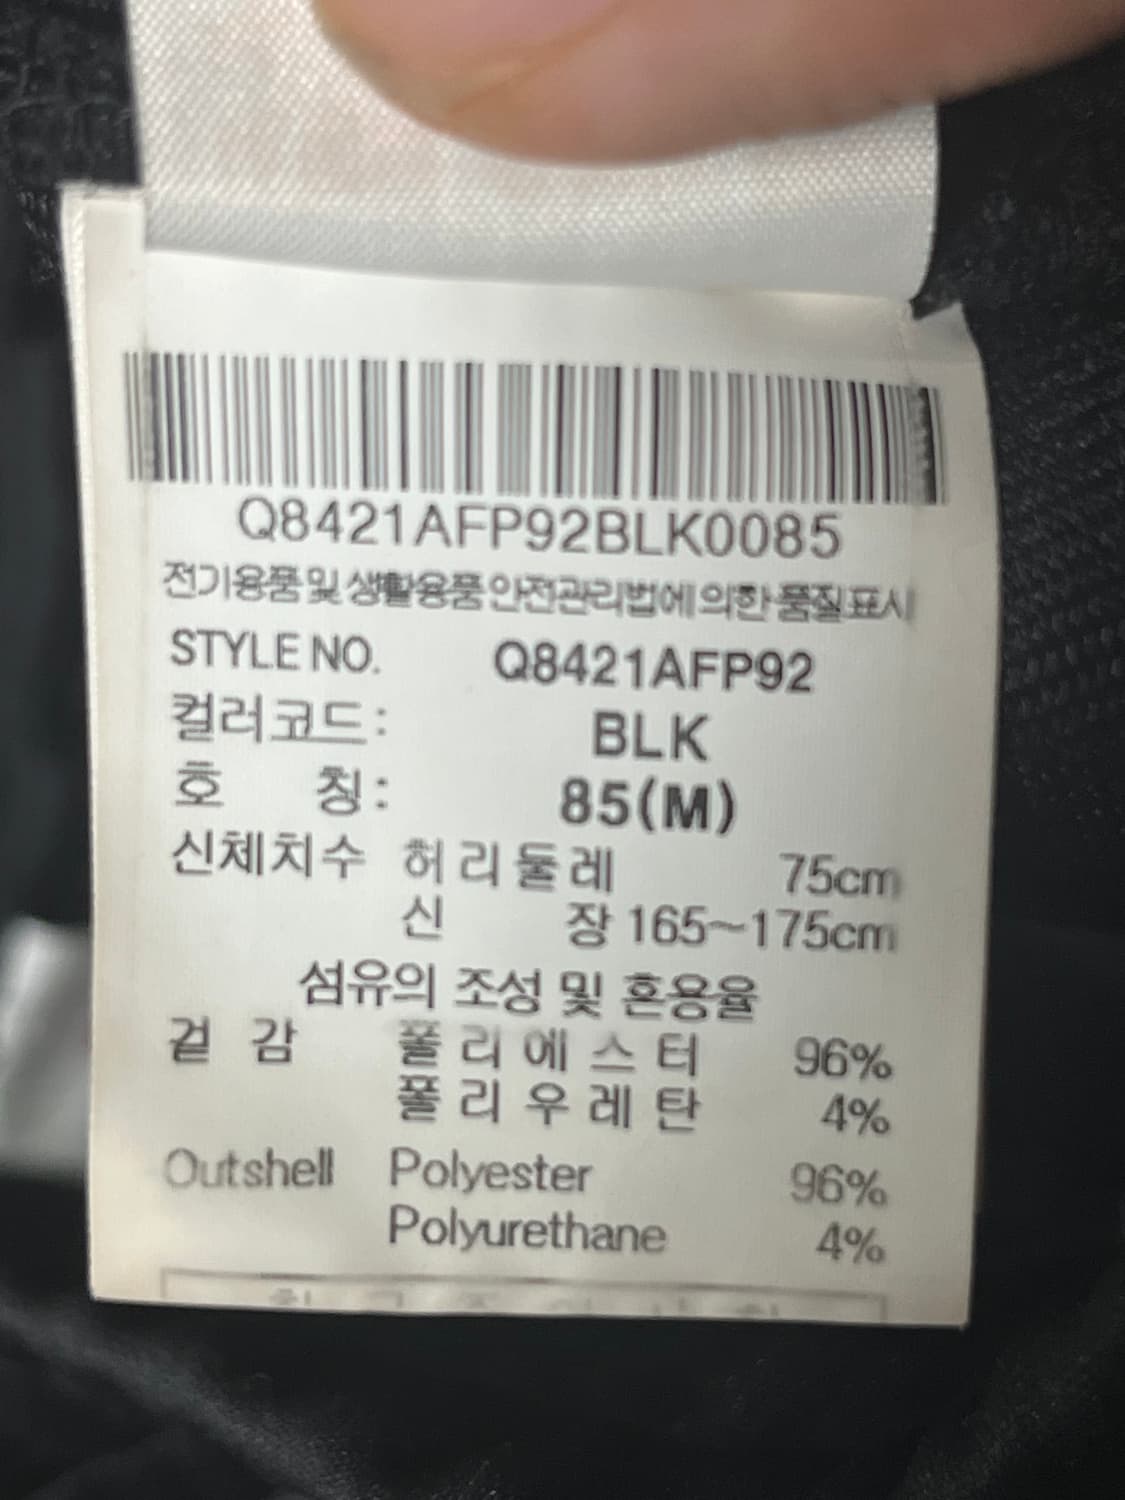 Q8421AFP92BLK0085
전기용품 및 생활용품 안전관리법에 의한 품질표시
STYLE NO. Q8421AFP92
컬러코드: BLK
호 칭: 85(M)
신체치수 허리둘레 75cm
신 장 165~175cm
섬유의 조성 및 혼용율
겉 감 폴리에스터 96%
폴리우레탄 4%
Outshell Polyester 96%
Polyurethane 4%